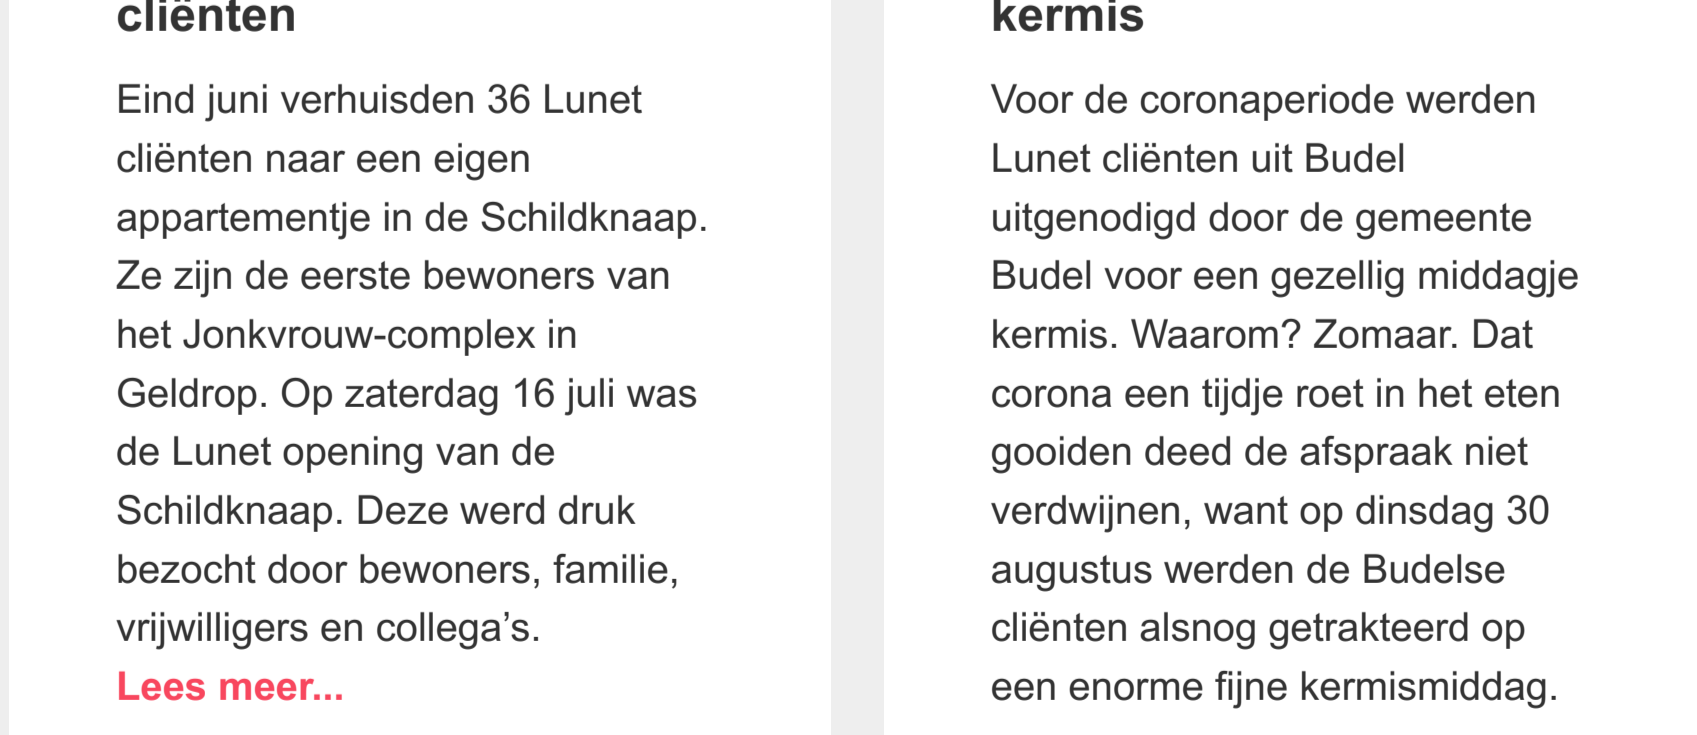 cliënten
Eind juni verhuisden 36 Lunet
cliënten naar een eigen
appartementje in de Schildknaap.
Ze zijn de eerste bewoners van
het Jonkvrouw-complex in
Geldrop. Op zaterdag 16 juli was
de Lunet opening van de
Schildknaap. Deze werd druk
bezocht door bewoners, familie,
vrijwilligers en collega’s.
Lees meer...
kermis
Voor de coronaperiode werden
Lunet cliënten uit Budel
uitgenodigd door de gemeente
Budel voor een gezellig middagje
kermis. Waarom? Zomaar. Dat
corona een tijdje roet in het eten
gooiden deed de afspraak niet
verdwijnen, want op dinsdag 30
augustus werden de Budelse
cliënten alsnog getrakteerd op
een enorme fijne kermismiddag.